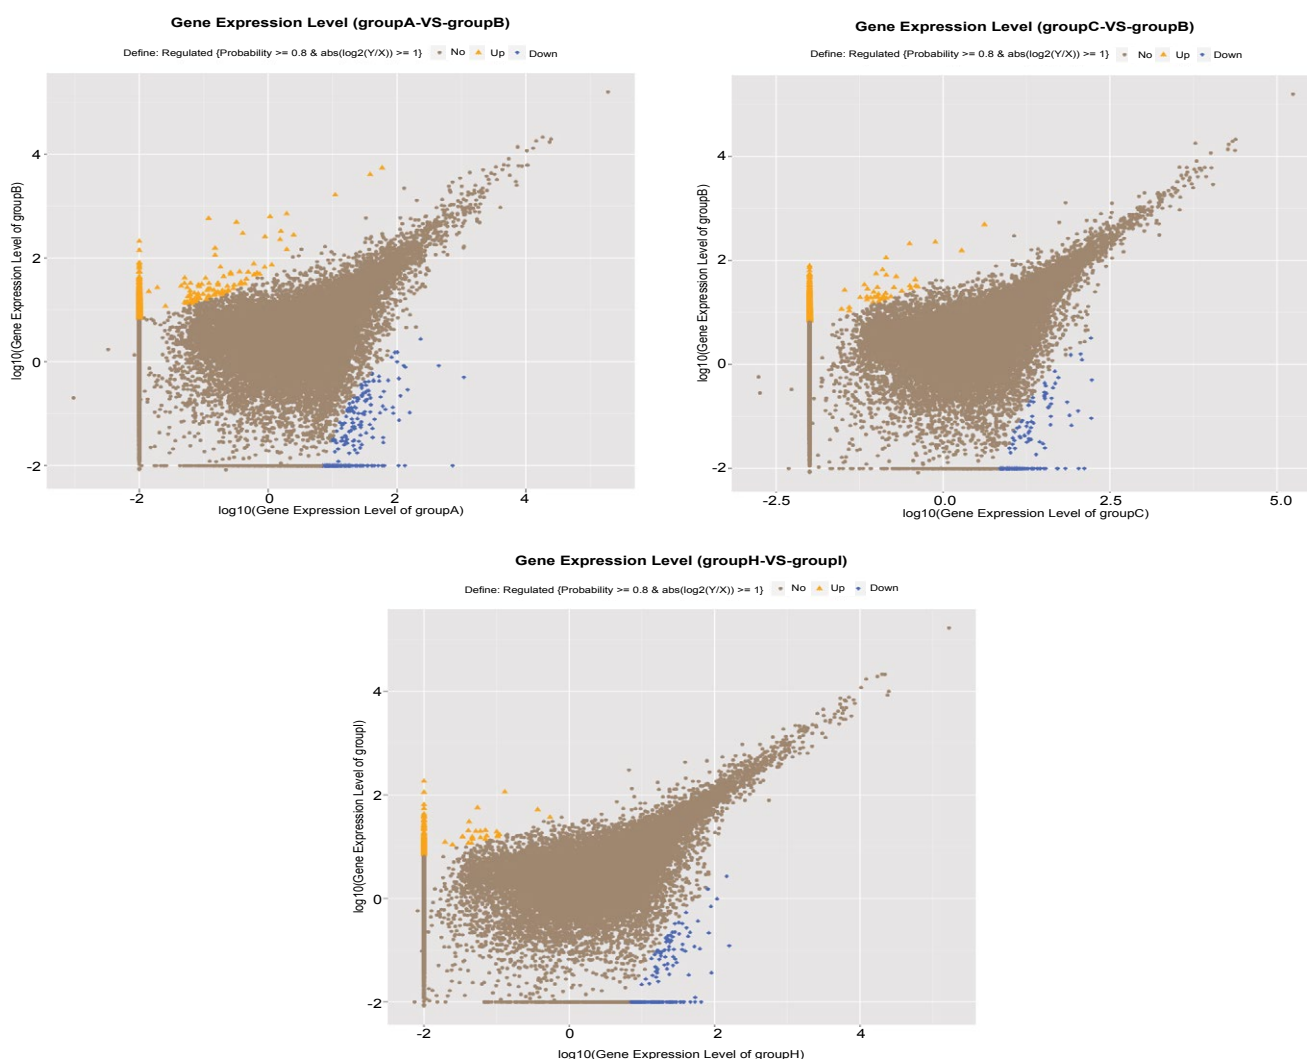 Gene Expression Level (groupA-VS-groupB)
Define: Regulated {Probability >= 0.8 & abs(log2(Y/X)) >= 1} No Up Down
log10(Gene Expression Level of groupB)
4
2
0
-2
-2 0 2 4
log10(Gene Expression Level of groupA)
Gene Expression Level (groupC-VS-groupB)
Define: Regulated {Probability >= 0.8 & abs(log2(Y/X)) >= 1} No Up Down
log10(Gene Expression Level of groupB)
4
2
0
-2
-2.5 0.0 2.5 5.0
log10(Gene Expression Level of groupC)
Gene Expression Level (groupH-VS-groupI)
Define: Regulated {Probability >= 0.8 & abs(log2(Y/X)) >= 1} No Up Down
log10(Gene Expression Level of groupI)
4
2
0
-2
-2 0 2 4
log10(Gene Expression Level of groupH)